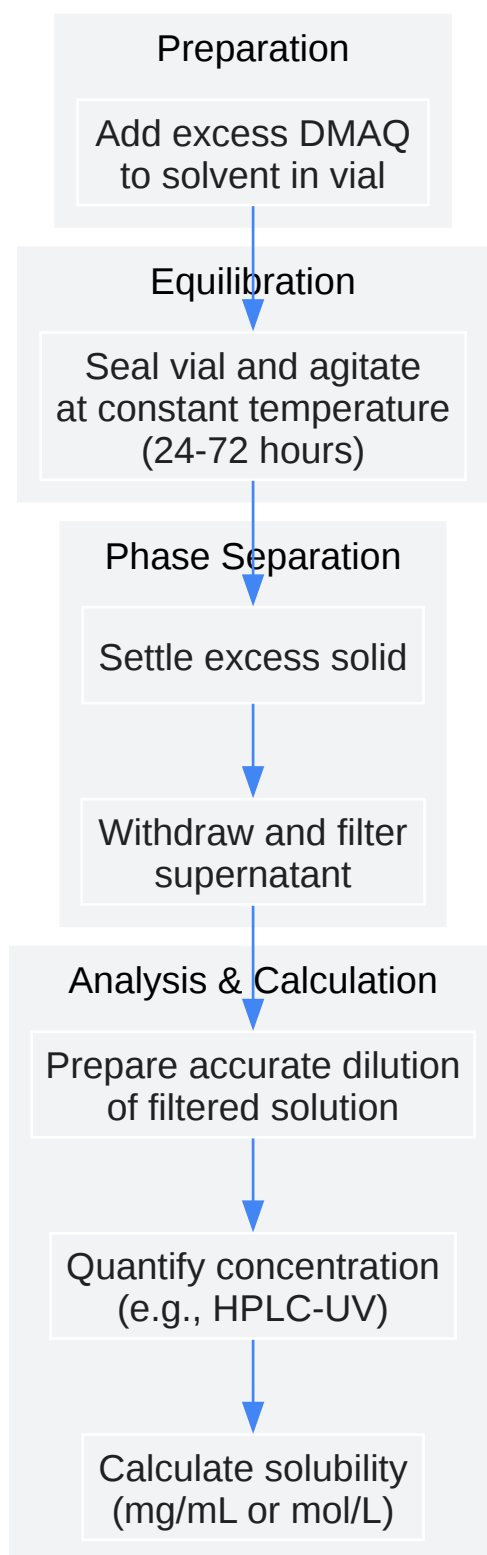 Preparation
Add excess DMAQ
to solvent in vial
Equilibration
Seal vial and agitate
at constant temperature
(24-72 hours)
Phase Separation
Settle excess solid
Withdraw and filter
supernatant
Analysis & Calculation
Prepare accurate dilution
of filtered solution
Quantify concentration
(e.g., HPLC-UV)
Calculate solubility
(mg/mL or mol/L)